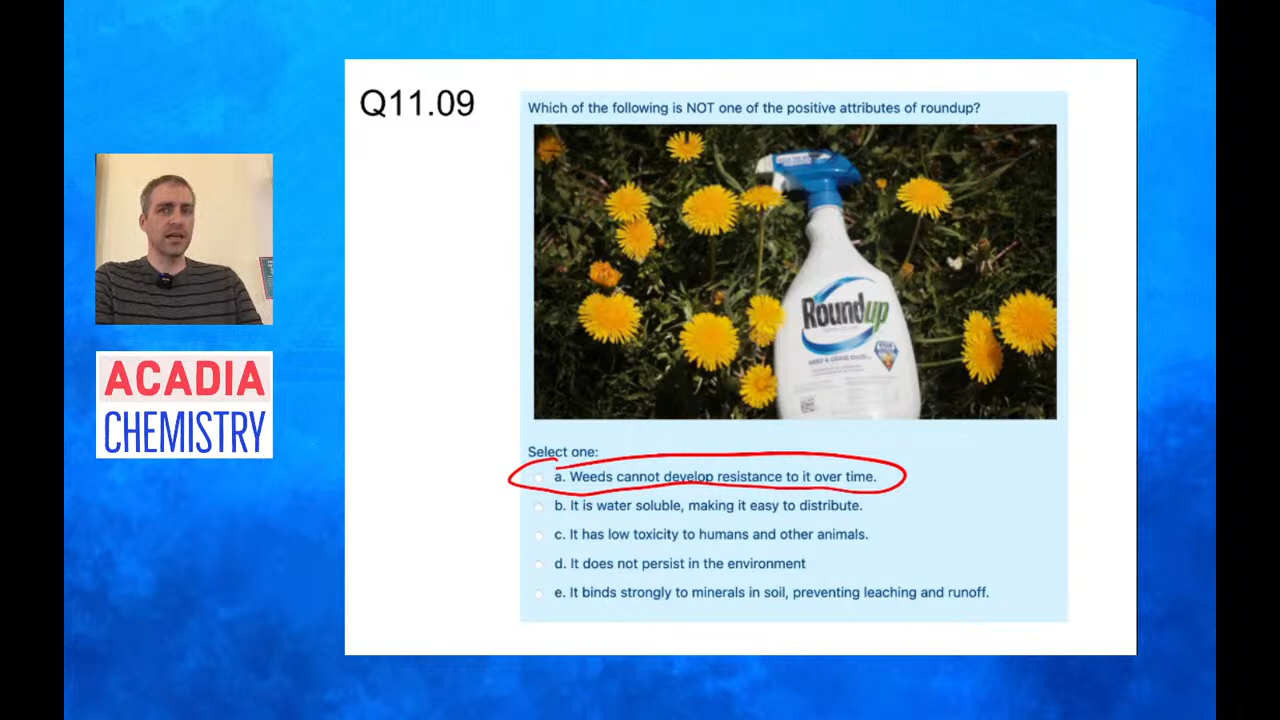 Q11.09
Which of the following is NOT one of the positive attributes of roundup?
Roundup
ACADIA
CHEMISTRY
Select one:
a. Weeds cannot develop resistance to it over time.
b. It is water soluble, making it easy to distribute.
c. It has low toxicity to humans and other animals.
d. It does not persist in the environment
e. It binds strongly to minerals in soil, preventing leaching and runoff.